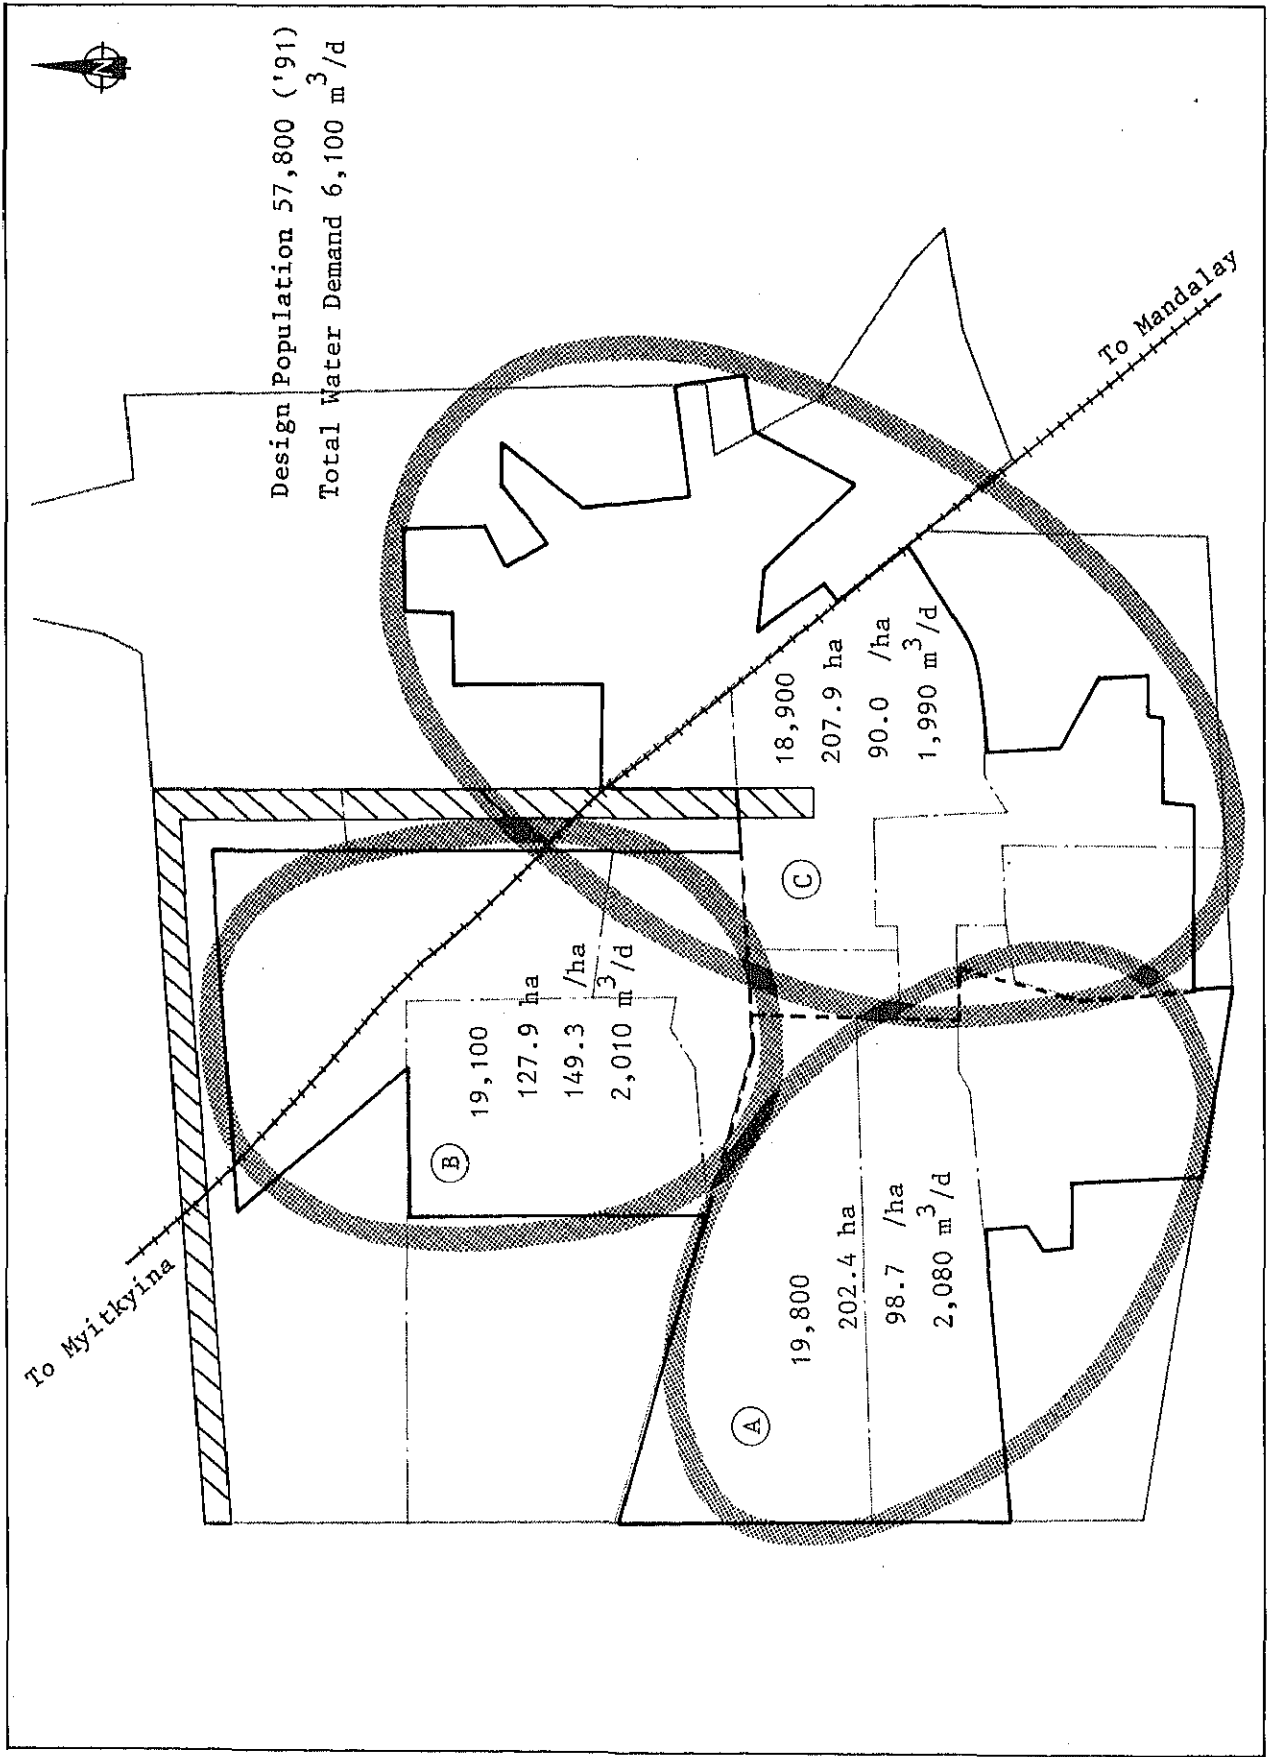 N
Design Population 57,800 ('91)
Total Water Demand 6,100 m³/d
To Myitkyina
B
19,100
127.9 ha
149.3 /ha
2,010 m³/d
A
19,800
202.4 ha
98.7 /ha
2,080 m³/d
C
18,900
207.9 ha
90.0 /ha
1,990 m³/d
To Mandalay